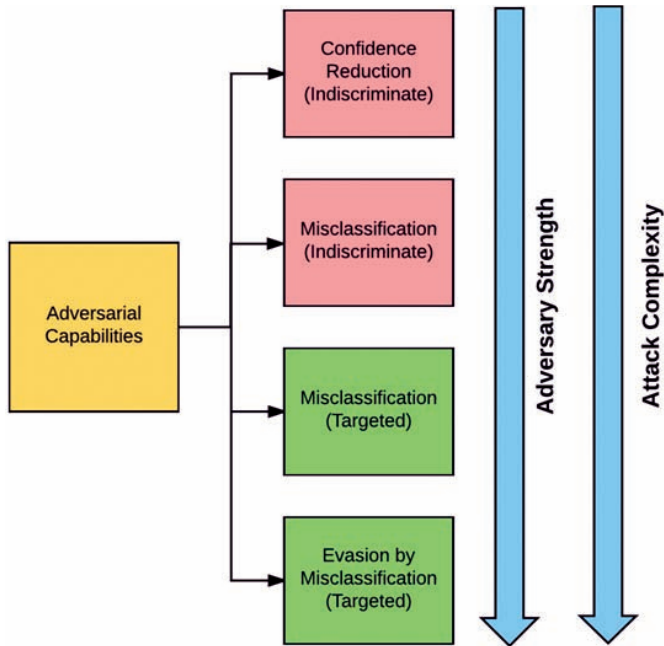 Confidence
Reduction
(Indiscriminate)
Misclassification
(Indiscriminate)
Adversarial
Capabilities
Misclassification
(Targeted)
Evasion by
Misclassification
(Targeted)
Adversary Strength
Attack Complexity